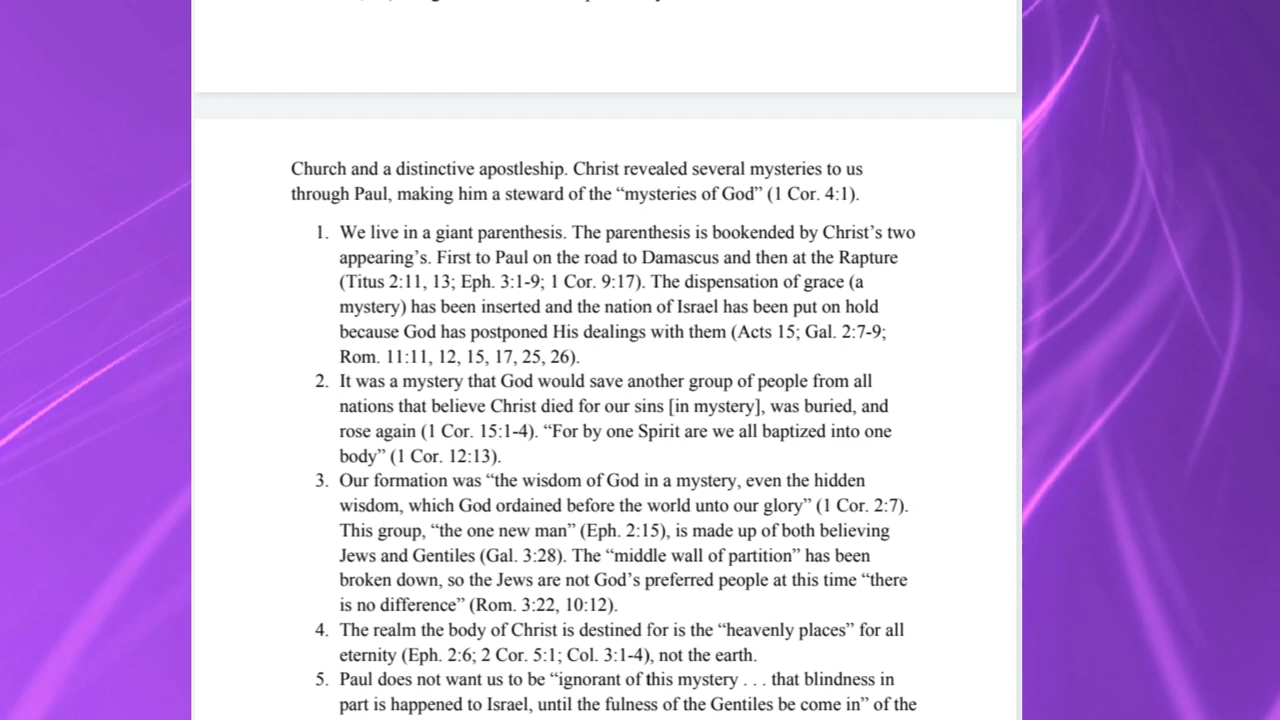 Church and a distinctive apostleship. Christ revealed several mysteries to us
through Paul, making him a steward of the “mysteries of God” (1 Cor. 4:1).
1. We live in a giant parenthesis. The parenthesis is bookended by Christ’s two
appearing’s. First to Paul on the road to Damascus and then at the Rapture
(Titus 2:11, 13; Eph. 3:1-9; 1 Cor. 9:17). The dispensation of grace (a
mystery) has been inserted and the nation of Israel has been put on hold
because God has postponed His dealings with them (Acts 15; Gal. 2:7-9;
Rom. 11:11, 12, 15, 17, 25, 26).
2. It was a mystery that God would save another group of people from all
nations that believe Christ died for our sins [in mystery], was buried, and
rose again (1 Cor. 15:1-4). “For by one Spirit are we all baptized into one
body” (1 Cor. 12:13).
3. Our formation was “the wisdom of God in a mystery, even the hidden
wisdom, which God ordained before the world unto our glory” (1 Cor. 2:7).
This group, “the one new man” (Eph. 2:15), is made up of both believing
Jews and Gentiles (Gal. 3:28). The “middle wall of partition” has been
broken down, so the Jews are not God’s preferred people at this time “there
is no difference” (Rom. 3:22, 10:12).
4. The realm the body of Christ is destined for is the “heavenly places” for all
eternity (Eph. 2:6; 2 Cor. 5:1; Col. 3:1-4), not the earth.
5. Paul does not want us to be “ignorant of this mystery . . . that blindness in
part is happened to Israel, until the fulness of the Gentiles be come in” of the